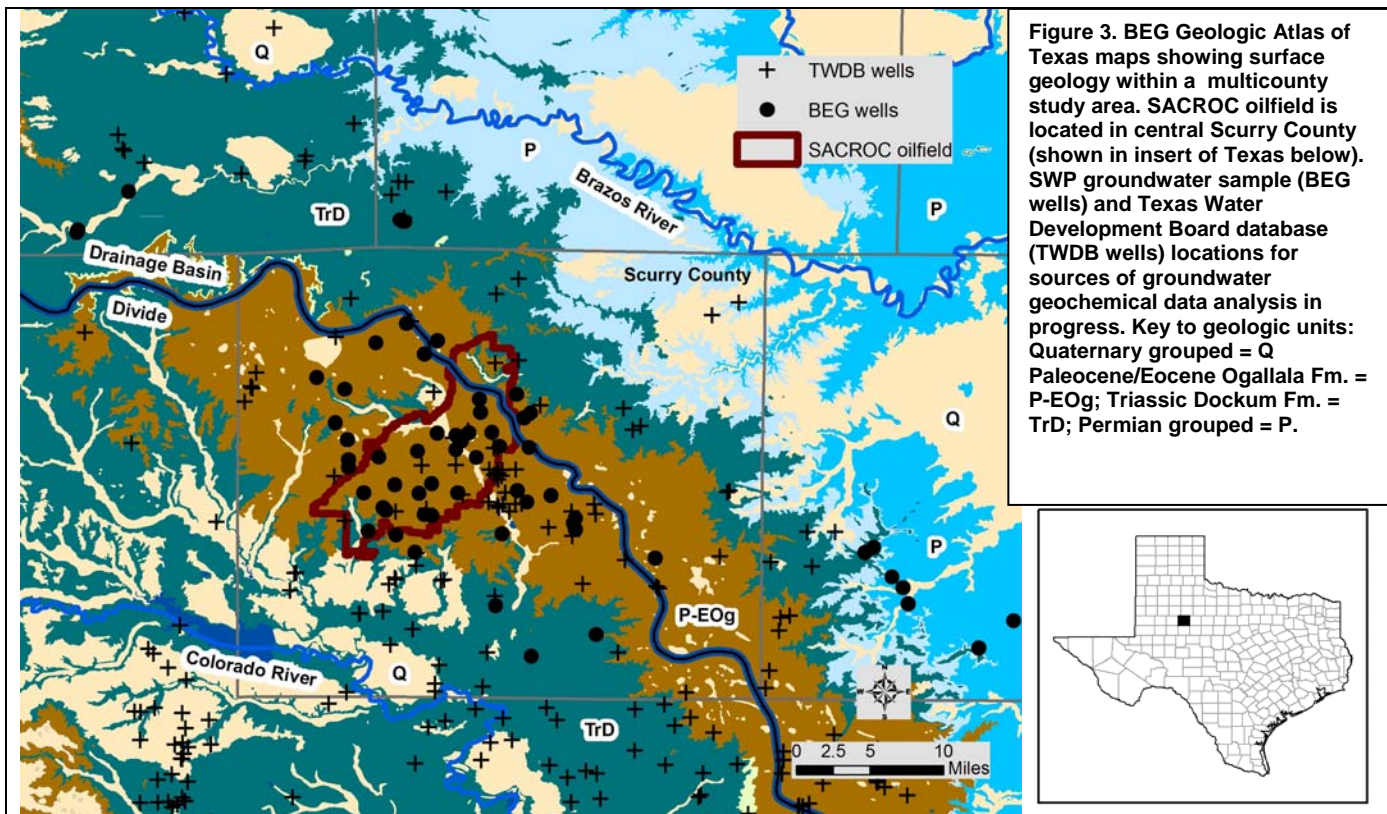 Q
TWDB wells
BEG wells
SACROC oilfield
P
Brazos River
P
TrD
Drainage Basin
Divide
Scurry County
Q
P
P-EOg
Colorado River
Q
TrD
N
W E
S
0 2.5 5 10
Miles
Figure 3. BEG Geologic Atlas of
Texas maps showing surface
geology within a multicounty
study area. SACROC oilfield is
located in central Scurry County
(shown in insert of Texas below).
SWP groundwater sample (BEG
wells) and Texas Water
Development Board database
(TWDB wells) locations for
sources of groundwater
geochemical data analysis in
progress. Key to geologic units:
Quaternary grouped = Q
Paleocene/Eocene Ogallala Fm. =
P-EOg; Triassic Dockum Fm. =
TrD; Permian grouped = P.